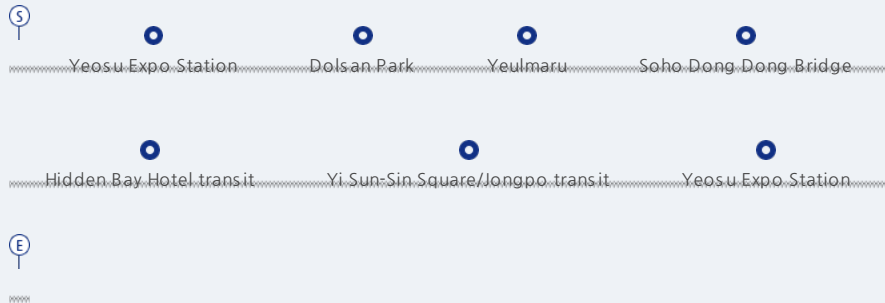 S
Yeosu Expo Station Dolsan Park Yeulmaru Soho Dong Dong Bridge
Hidden Bay Hotel transit Yi Sun-Sin Square/Jongpo transit Yeosu Expo Station
E